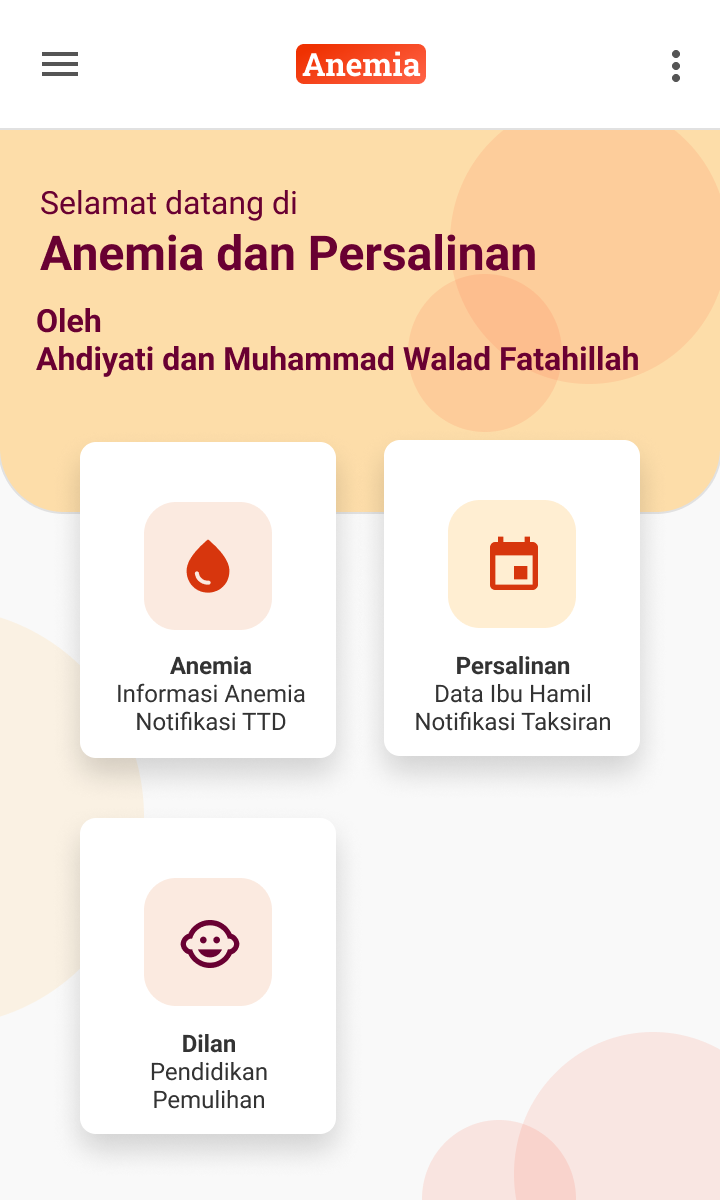 Anemia
Selamat datang di
Anemia dan Persalinan
Oleh
Ahdiyati dan Muhammad Walad Fatahillah
Anemia
Informasi Anemia
Notifikasi TTD
Persalinan
Data Ibu Hamil
Notifikasi Taksiran
Dilan
Pendidikan
Pemulihan